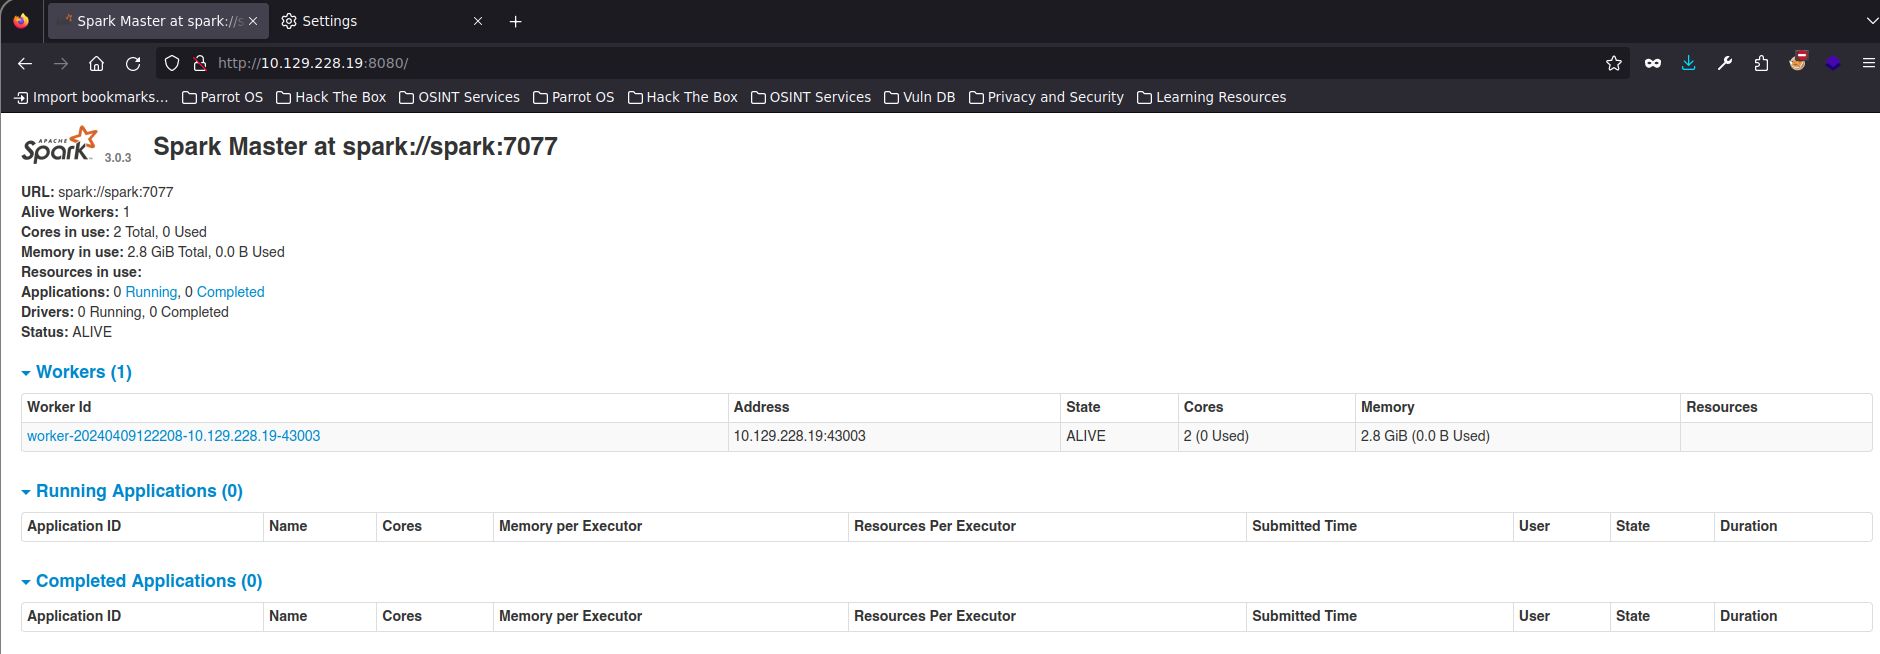 Spark Master at spark://s
Settings
http://10.129.228.19:8080/
Import bookmarks... Parrot OS Hack The Box OSINT Services Parrot OS Hack The Box OSINT Services Vuln DB Privacy and Security Learning Resources
APACHE Spark 3.0.3 Spark Master at spark://spark:7077
URL: spark://spark:7077
Alive Workers: 1
Cores in use: 2 Total, 0 Used
Memory in use: 2.8 GiB Total, 0.0 B Used
Resources in use:
Applications: 0 Running, 0 Completed
Drivers: 0 Running, 0 Completed
Status: ALIVE
Workers (1)
Worker Id Address State Cores Memory Resources
worker-20240409122208-10.129.228.19-43003 10.129.228.19:43003 ALIVE 2 (0 Used) 2.8 GiB (0.0 B Used)
Running Applications (0)
Application ID Name Cores Memory per Executor Resources Per Executor Submitted Time User State Duration
Completed Applications (0)
Application ID Name Cores Memory per Executor Resources Per Executor Submitted Time User State Duration